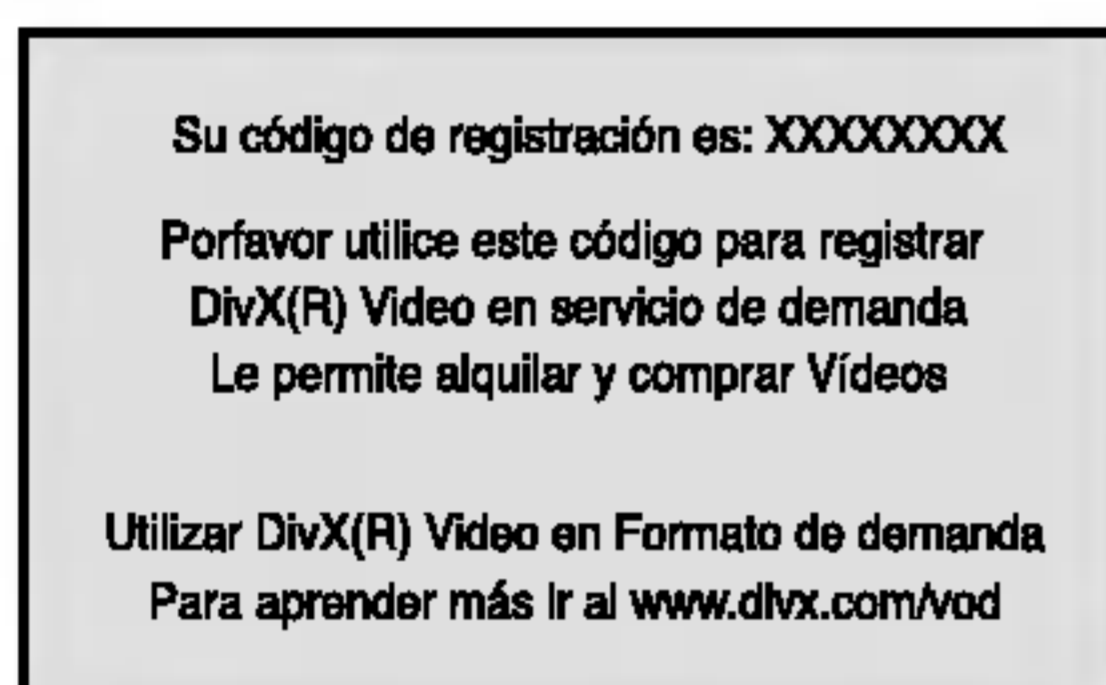 Su código de registración es: XXXXXXXX
Porfavor utilice este código para registrar
DivX(R) Video en servicio de demanda
Le permite alquilar y comprar Vídeos
Utilizar DivX(R) Video en Formato de demanda
Para aprender más Ir al www.divx.com/vod